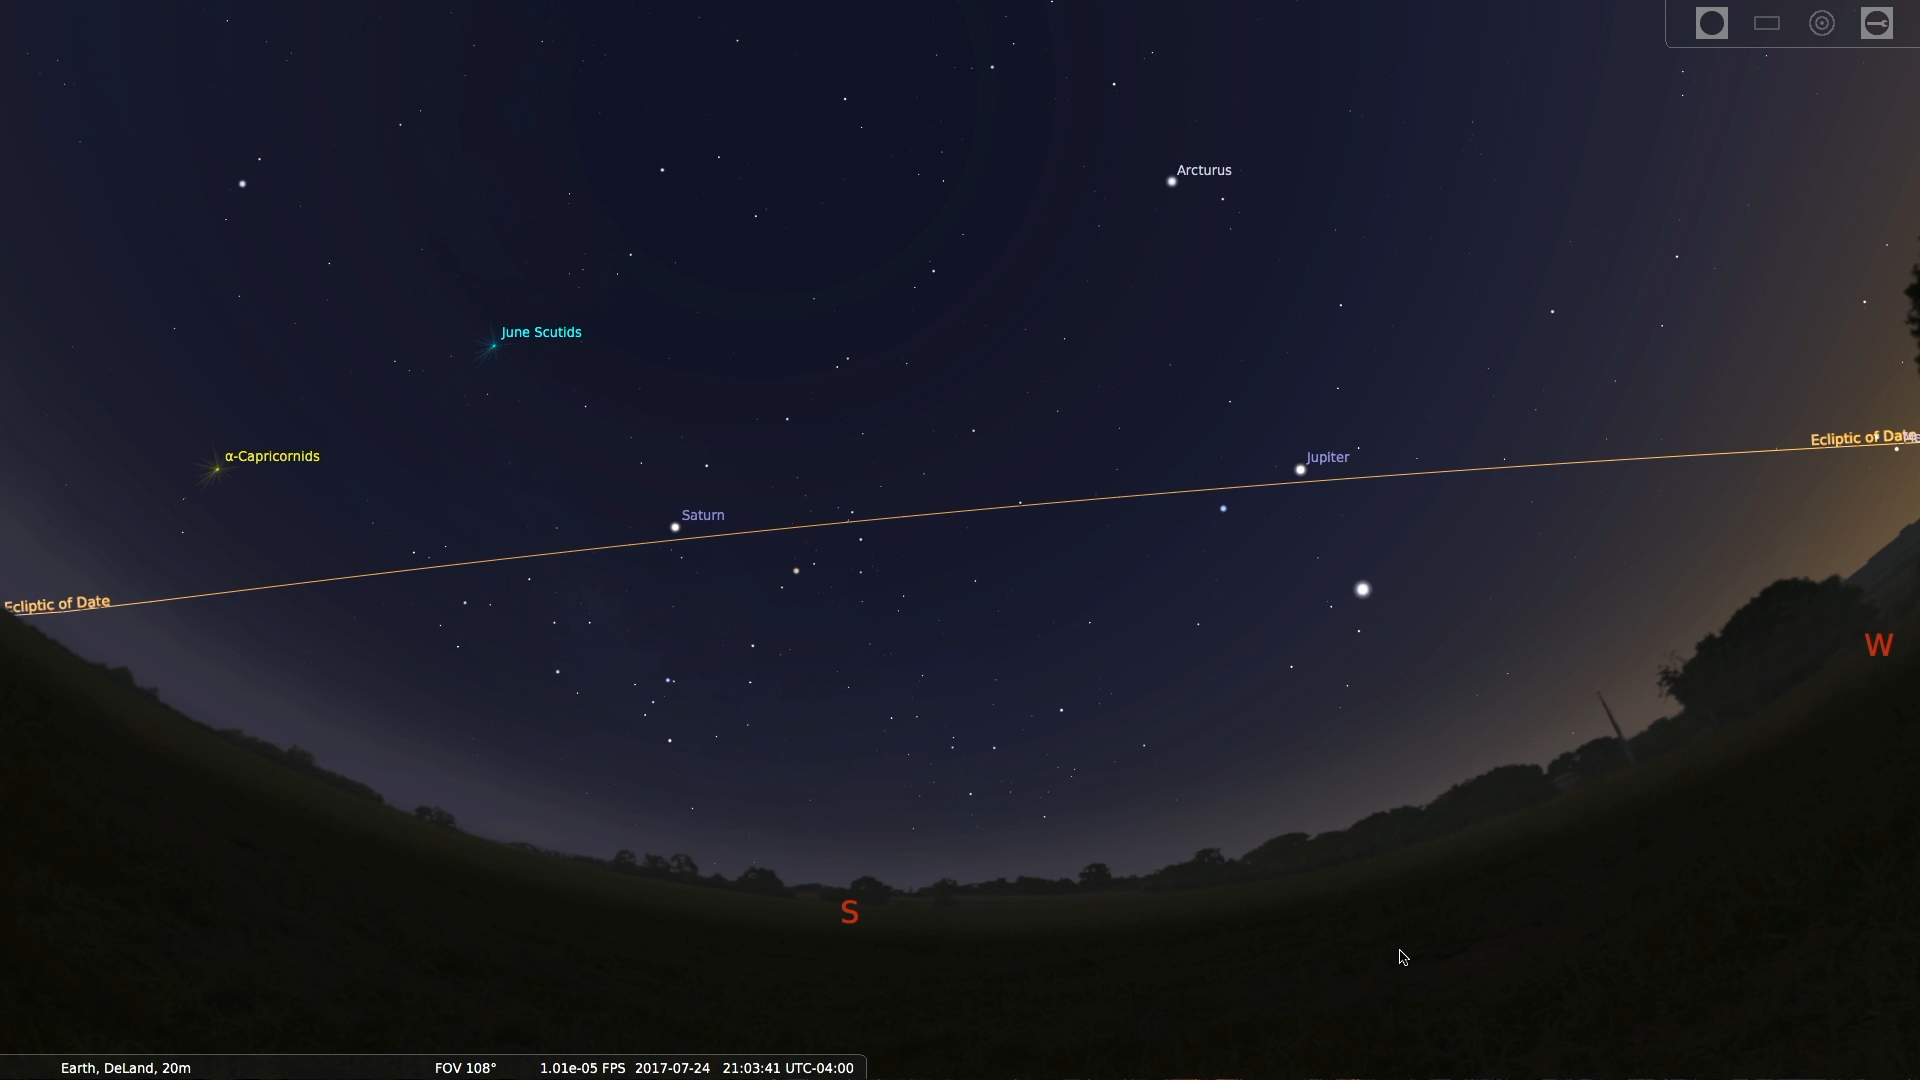 Arcturus
June Scutids
Ecliptic of Date
α-Capricornids
Jupiter
Saturn
Ecliptic of Date
W
S
Earth, DeLand, 20m FOV 108° 1.01e-05 FPS 2017-07-24 21:03:41 UTC-04:00